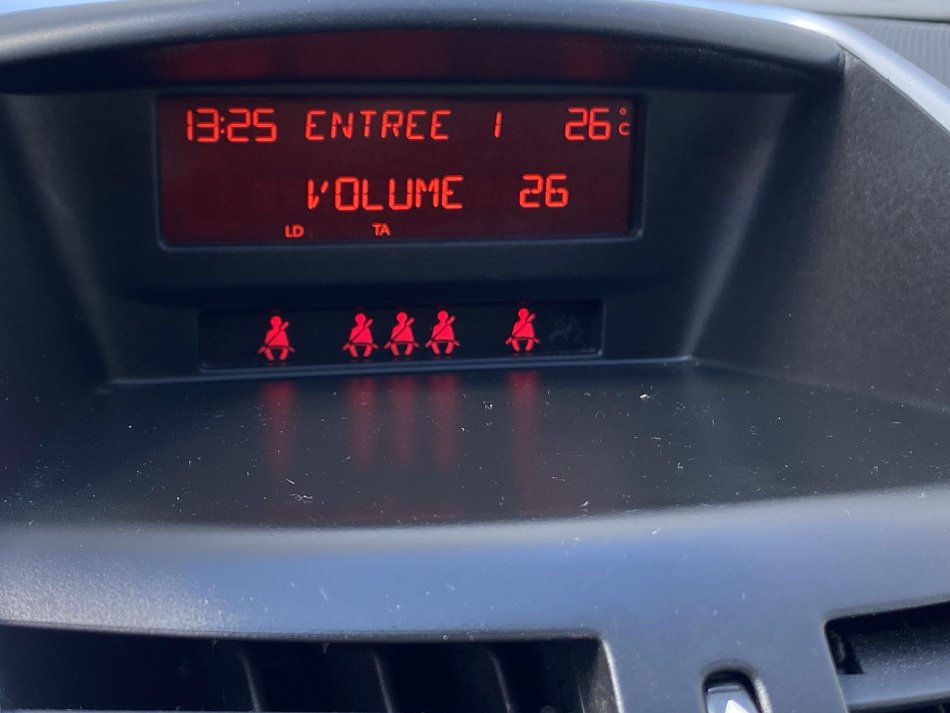 13:25 ENTREE 1 26°C
VOLUME 26
LD TA